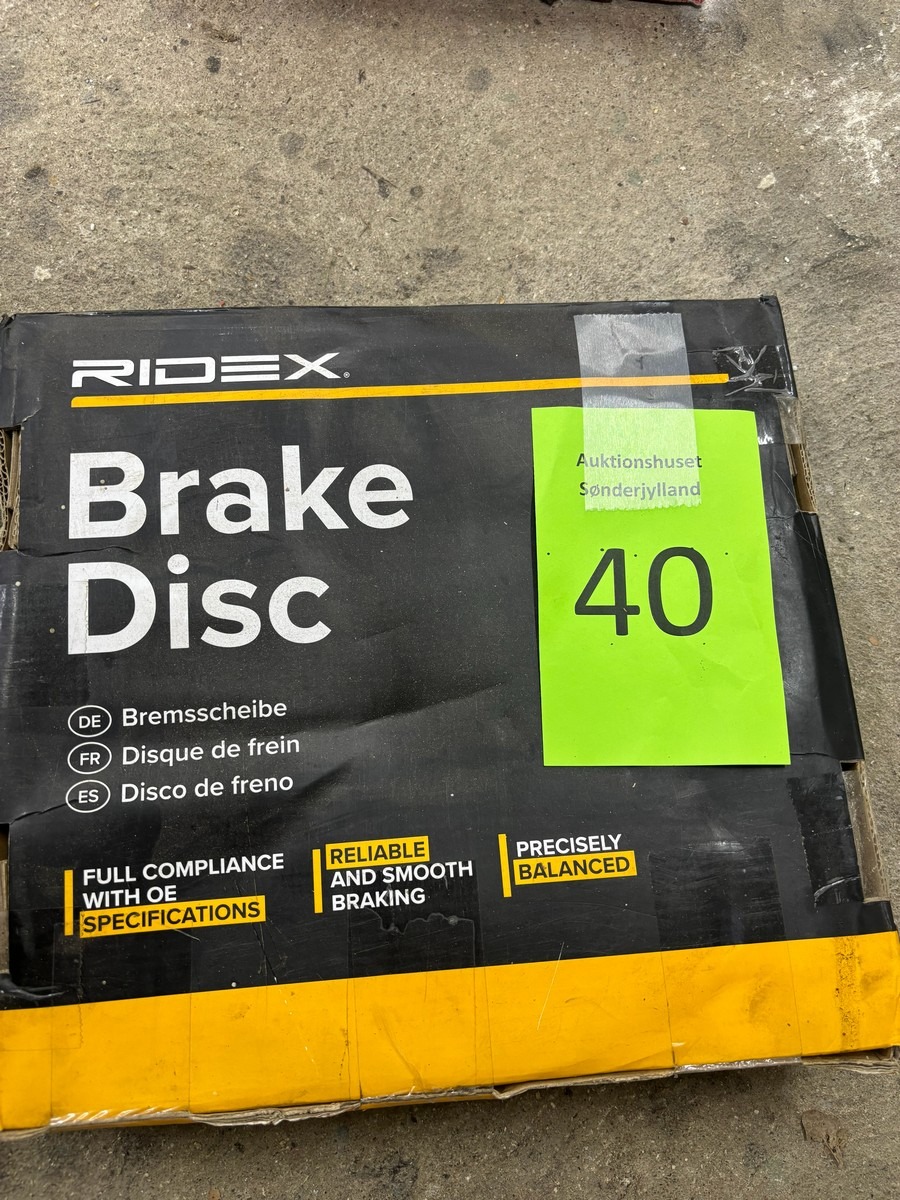 RIDEX®
Brake
Disc
DE Bremsscheibe
FR Disque de frein
ES Disco de freno
FULL COMPLIANCE
WITH OE
SPECIFICATIONS
RELIABLE
AND SMOOTH
BRAKING
PRECISELY
BALANCED
Auktionshuset
Sønderjylland
40